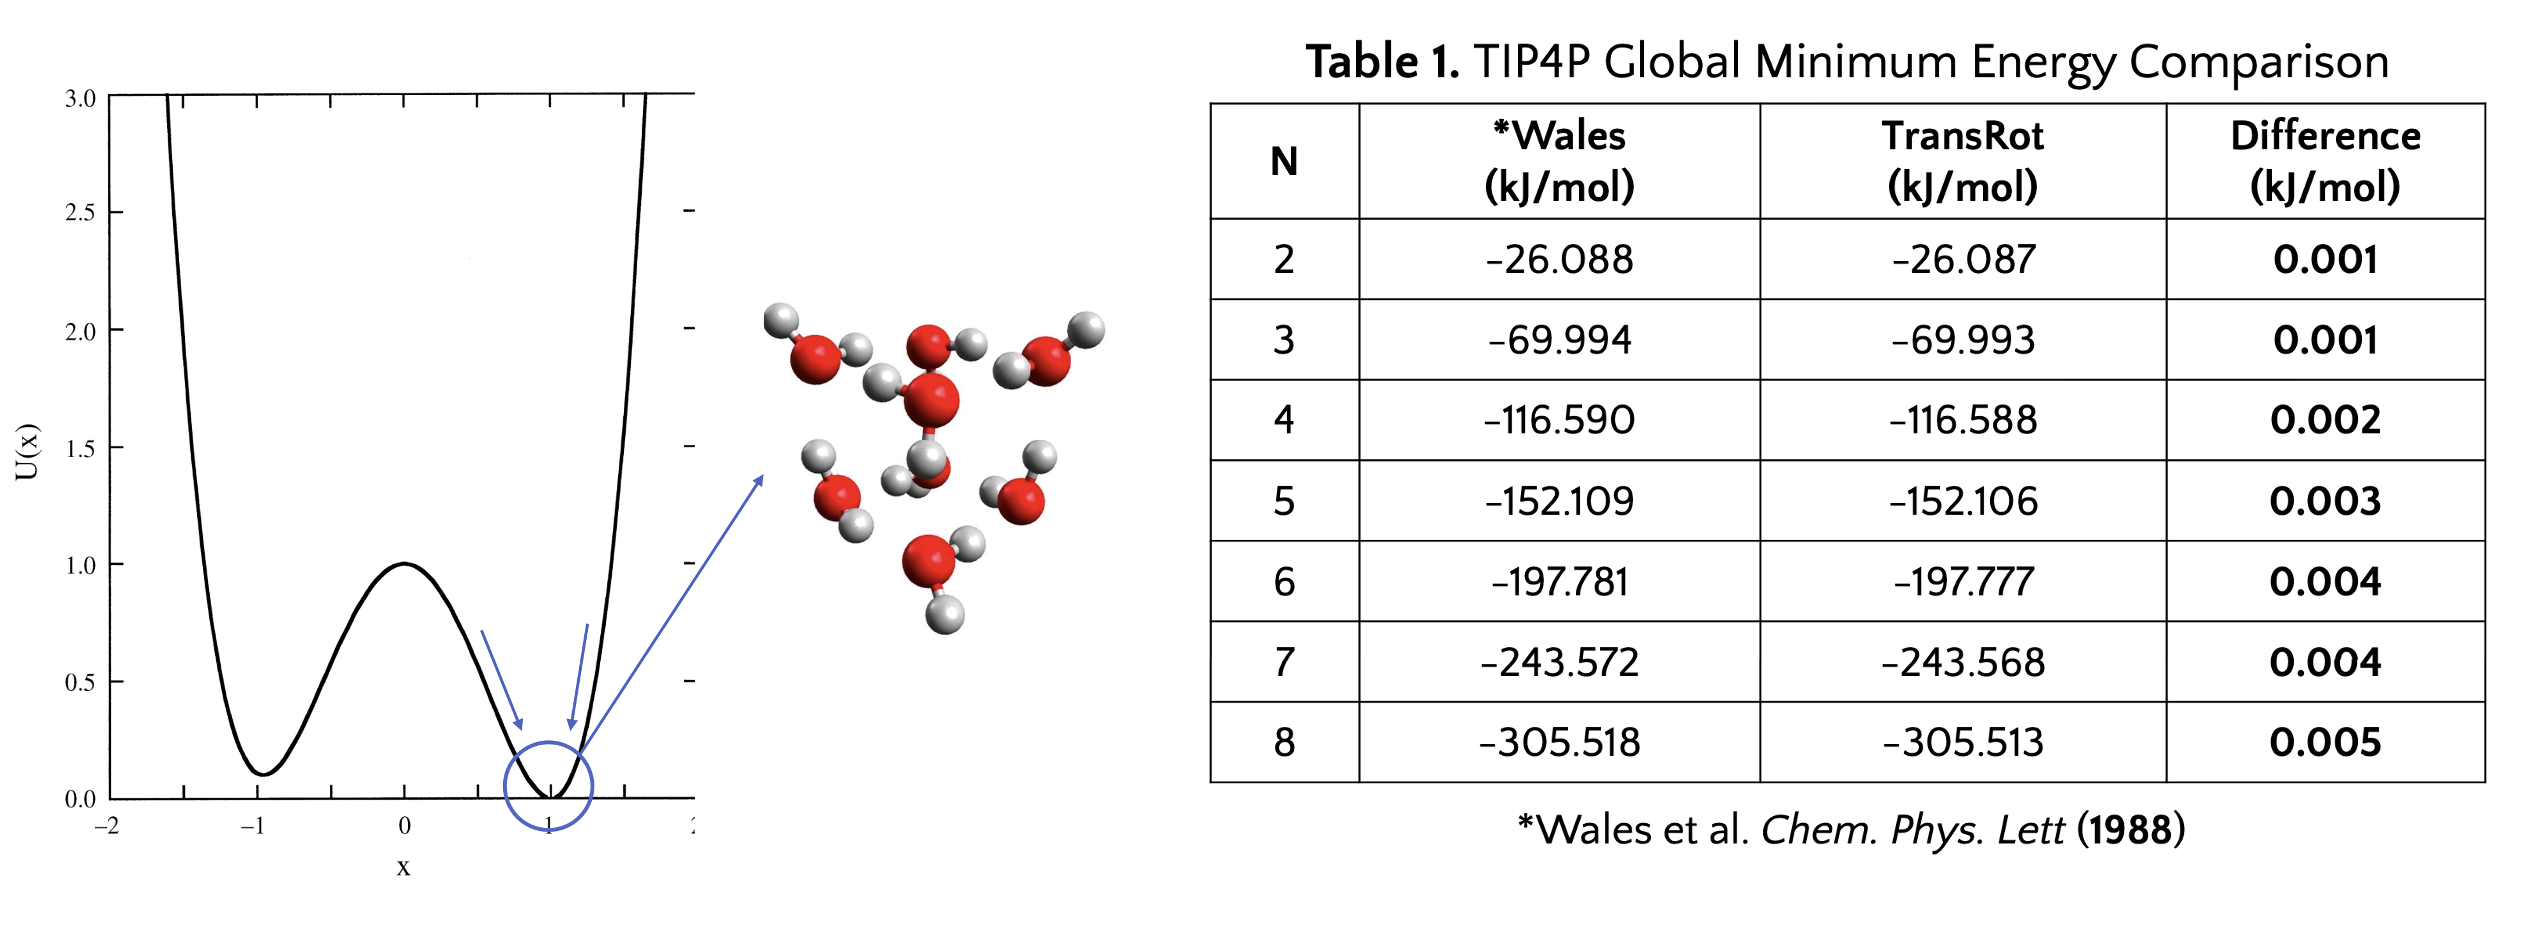 3.0
2.5
2.0
1.5
1.0
0.5
0.0
U(x)
−2
−1
0
1
x
Table 1. TIP4P Global Minimum Energy Comparison
N *Wales (kJ/mol) TransRot (kJ/mol) Difference (kJ/mol)
2 -26.088 -26.087 0.001
3 -69.994 -69.993 0.001
4 -116.590 -116.588 0.002
5 -152.109 -152.106 0.003
6 -197.781 -197.777 0.004
7 -243.572 -243.568 0.004
8 -305.518 -305.513 0.005
*Wales et al. Chem. Phys. Lett (1988)